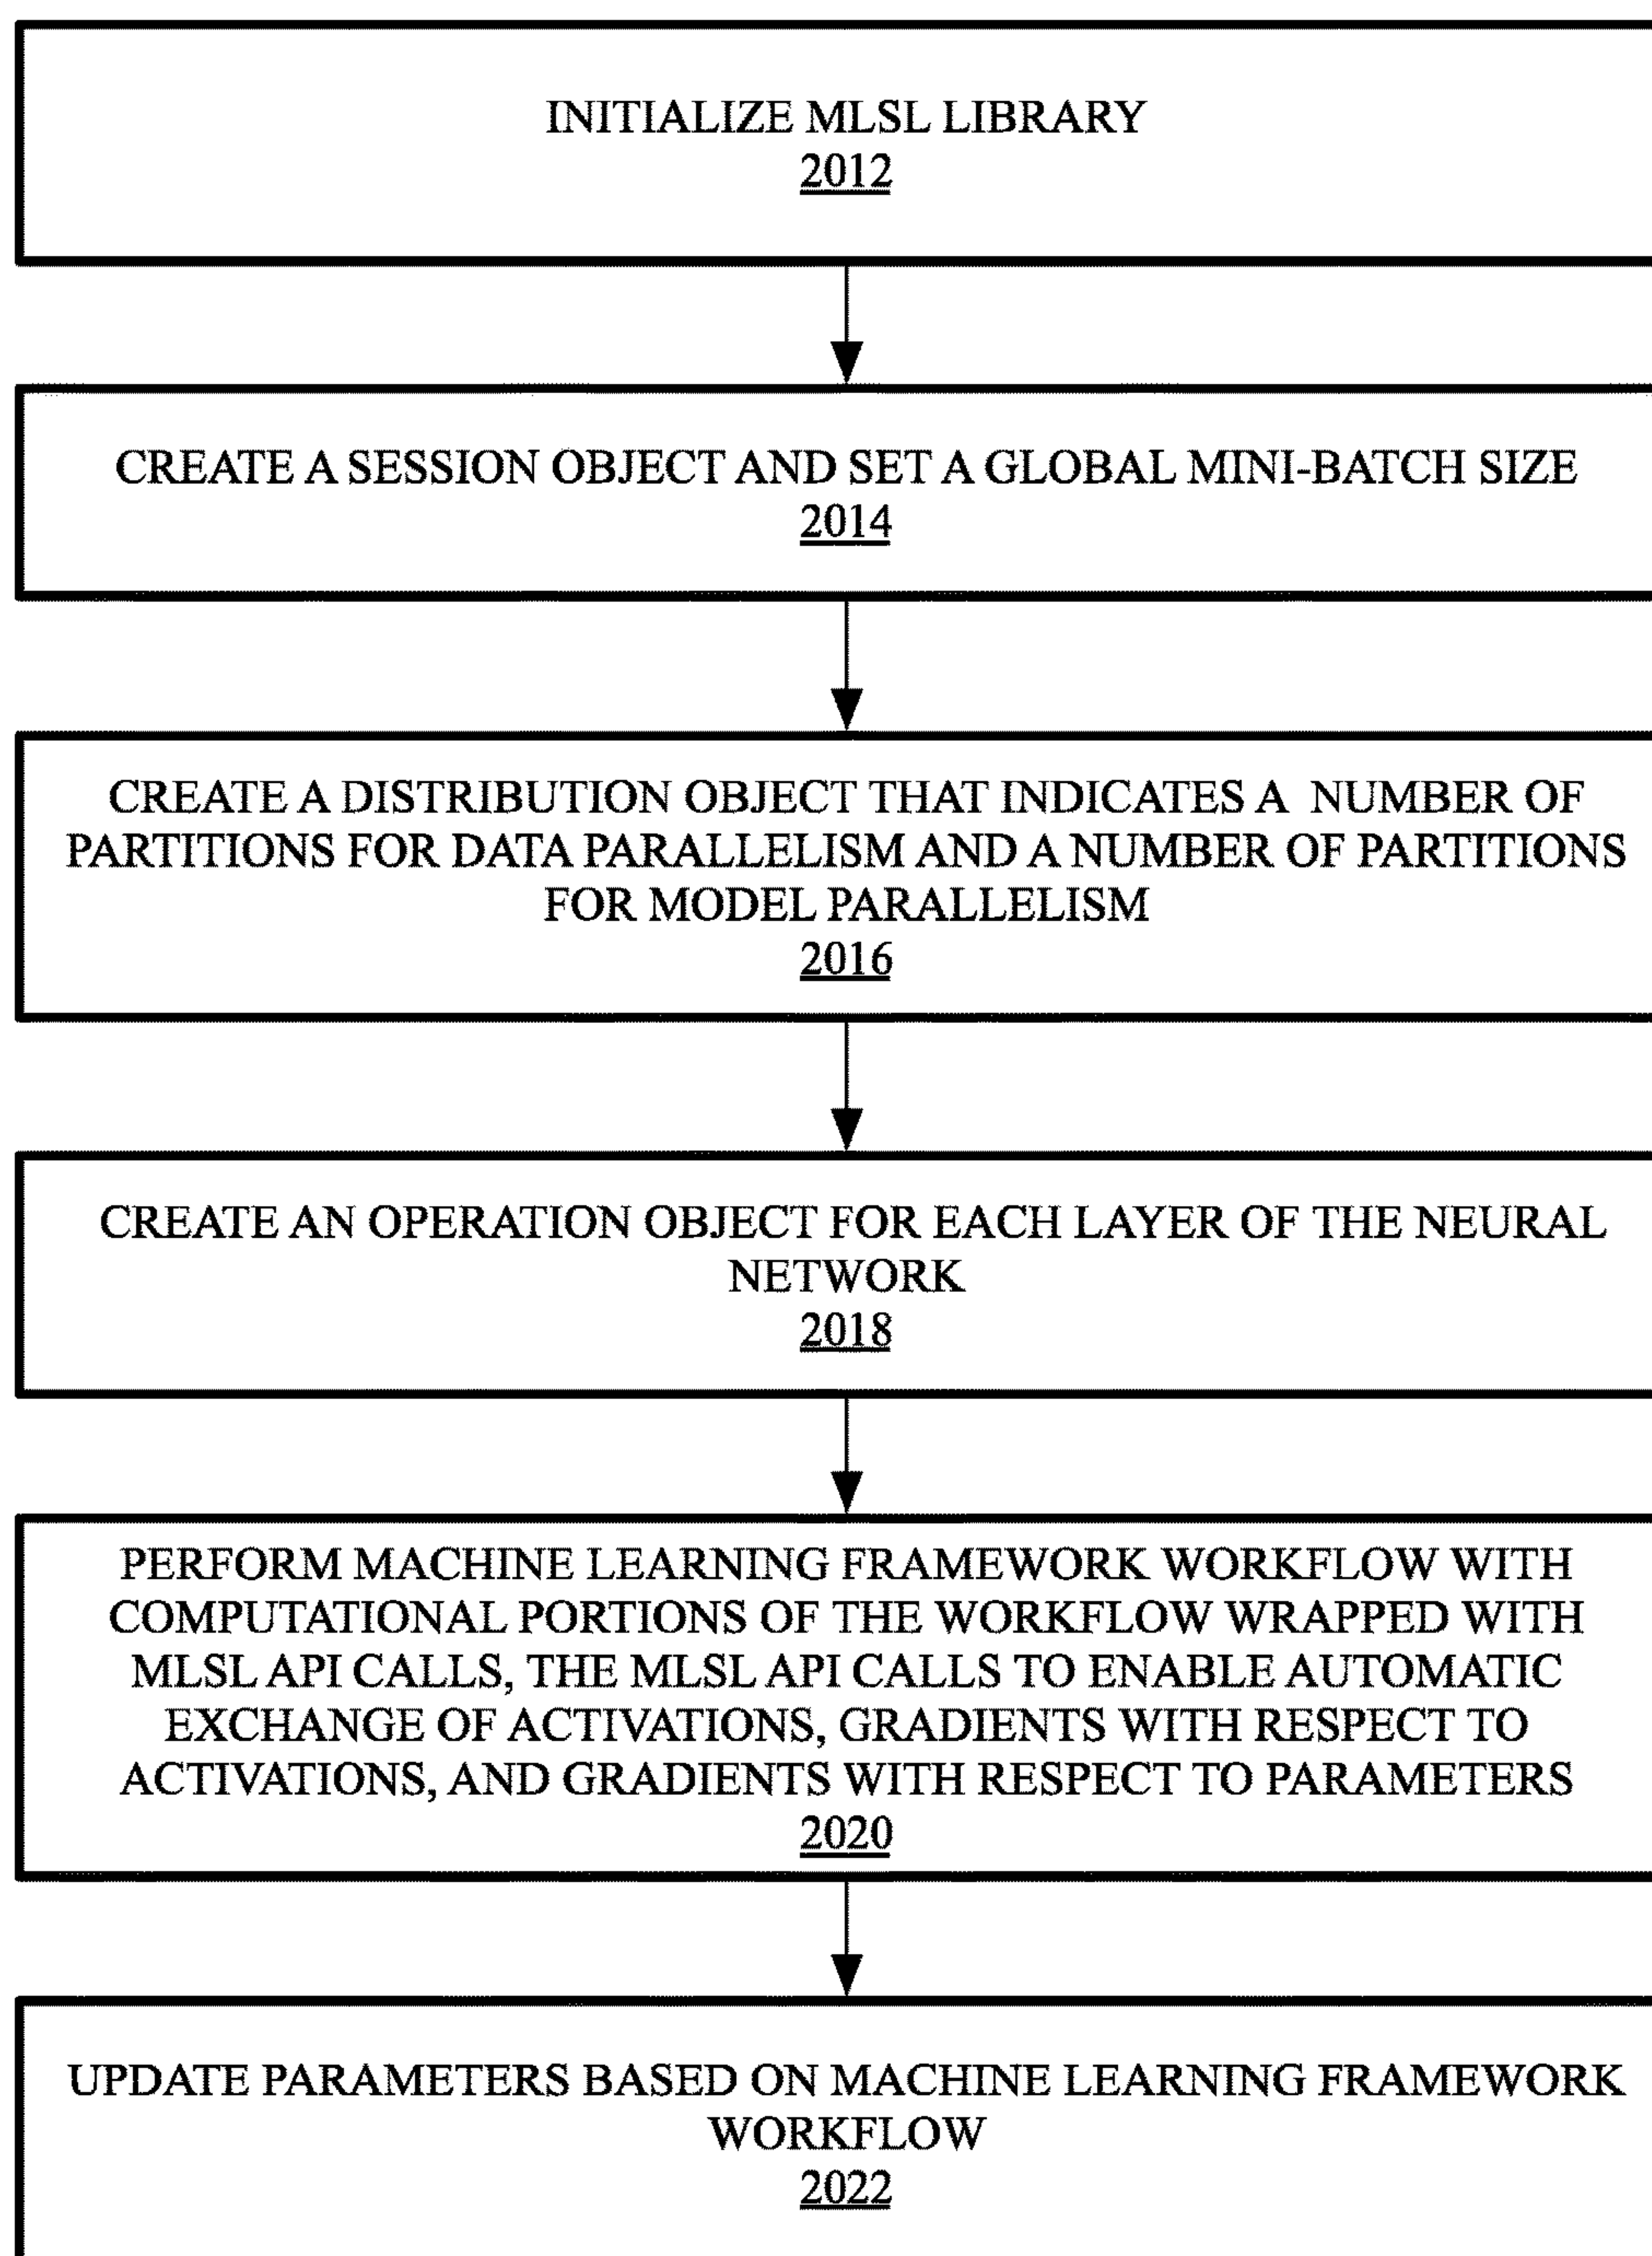 INITIALIZE MLSL LIBRARY
2012
CREATE A SESSION OBJECT AND SET A GLOBAL MINI-BATCH SIZE
2014
CREATE A DISTRIBUTION OBJECT THAT INDICATES A NUMBER OF
PARTITIONS FOR DATA PARALLELISM AND A NUMBER OF PARTITIONS
FOR MODEL PARALLELISM
2016
CREATE AN OPERATION OBJECT FOR EACH LAYER OF THE NEURAL
NETWORK
2018
PERFORM MACHINE LEARNING FRAMEWORK WORKFLOW WITH
COMPUTATIONAL PORTIONS OF THE WORKFLOW WRAPPED WITH
MLSL API CALLS, THE MLSL API CALLS TO ENABLE AUTOMATIC
EXCHANGE OF ACTIVATIONS, GRADIENTS WITH RESPECT TO
ACTIVATIONS, AND GRADIENTS WITH RESPECT TO PARAMETERS
2020
UPDATE PARAMETERS BASED ON MACHINE LEARNING FRAMEWORK
WORKFLOW
2022